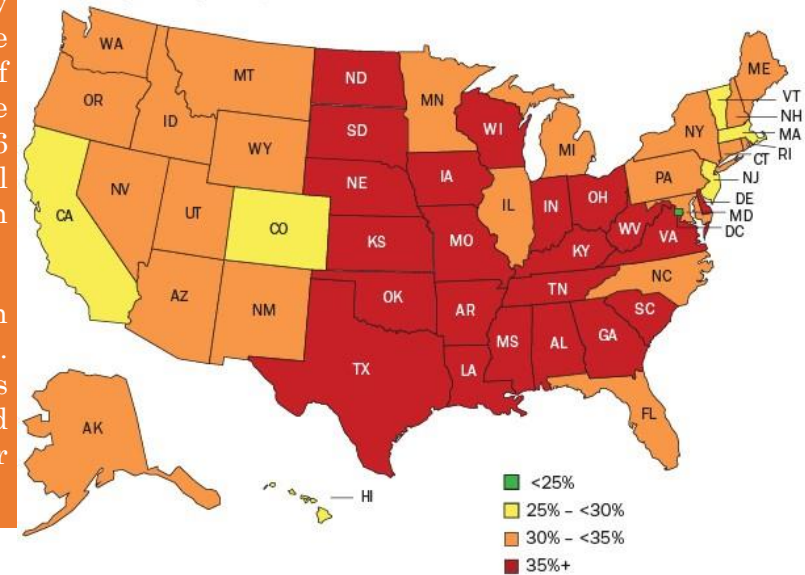 WA
OR
ID
MT
WY
NV
UT
CO
CA
AZ
NM
ND
SD
NE
KS
OK
TX
MN
IA
MO
AR
LA
WI
IL
MI
IN
OH
KY
TN
MS
AL
GA
WV
VA
NC
SC
FL
PA
NY
ME
VT
NH
MA
RI
CT
NJ
DE
MD
DC
AK
HI
<25%
25% – <30%
30% – <35%
35%+